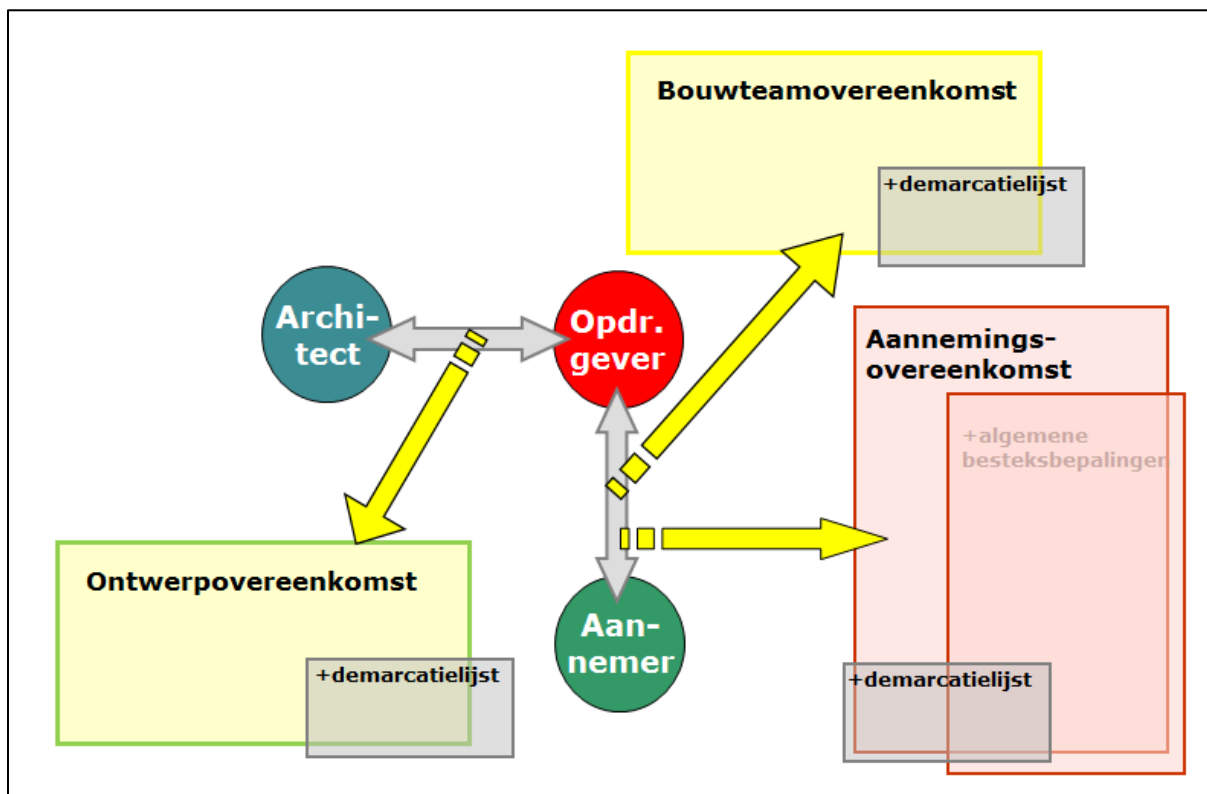 Bouwteamovereenkomst
+demarcatielijst
Archi-
tect
Opdr.
gever
Aannemings-
overeenkomst
+algemene
besteksbepalingen
Ontwerpovereenkomst
+demarcatielijst
Aan-
nemer
+demarcatielijst